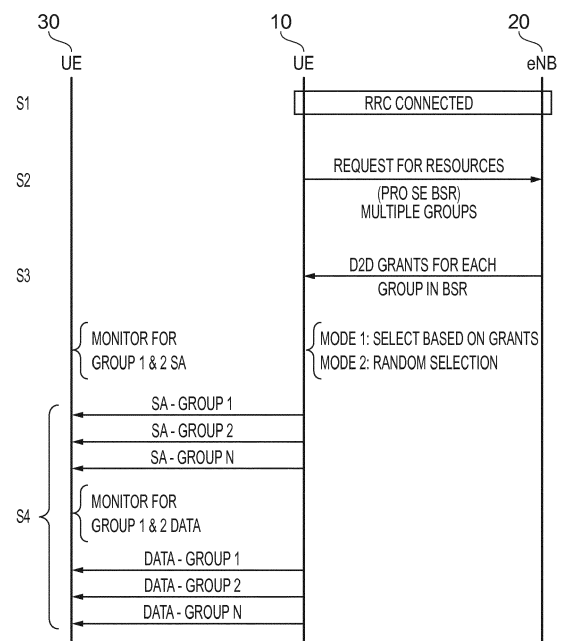 30
10
20
UE
UE
eNB
S1
RRC CONNECTED
S2
REQUEST FOR RESOURCES
(PRO SE BSR)
MULTIPLE GROUPS
S3
D2D GRANTS FOR EACH
GROUP IN BSR
MONITOR FOR
GROUP 1 & 2 SA
MODE 1: SELECT BASED ON GRANTS
MODE 2: RANDOM SELECTION
SA - GROUP 1
SA - GROUP 2
SA - GROUP N
S4
MONITOR FOR
GROUP 1 & 2 DATA
DATA - GROUP 1
DATA - GROUP 2
DATA - GROUP N